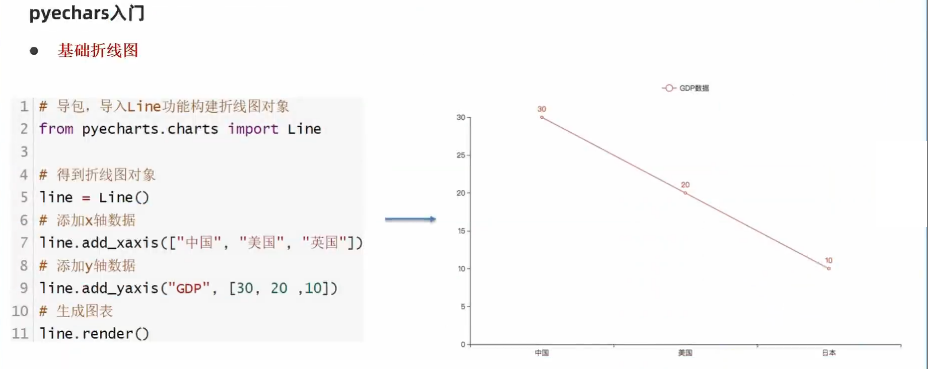 pyechars入门
● 基础折线图
1 # 导包，导入Line功能构建折线图对象
2 from pyecharts.charts import Line
3
4 # 得到折线图对象
5 line = Line()
6 # 添加x轴数据
7 line.add_xaxis(["中国", "美国", "英国"])
8 # 添加y轴数据
9 line.add_yaxis("GDP", [30, 20 ,10])
10 # 生成图表
11 line.render()
GDP数据
30
30
25
20
20
15
10
10
5
0
中国 美国 日本